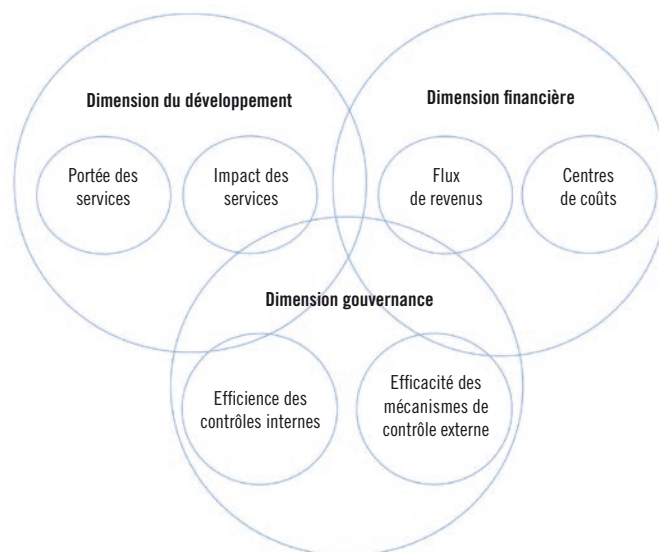 Dimension du développement
Dimension financière
Portée des
services
Impact des
services
Flux
de revenus
Centres
de coûts
Dimension gouvernance
Efficience des
contrôles internes
Efficacité des
mécanismes de
contrôle externe